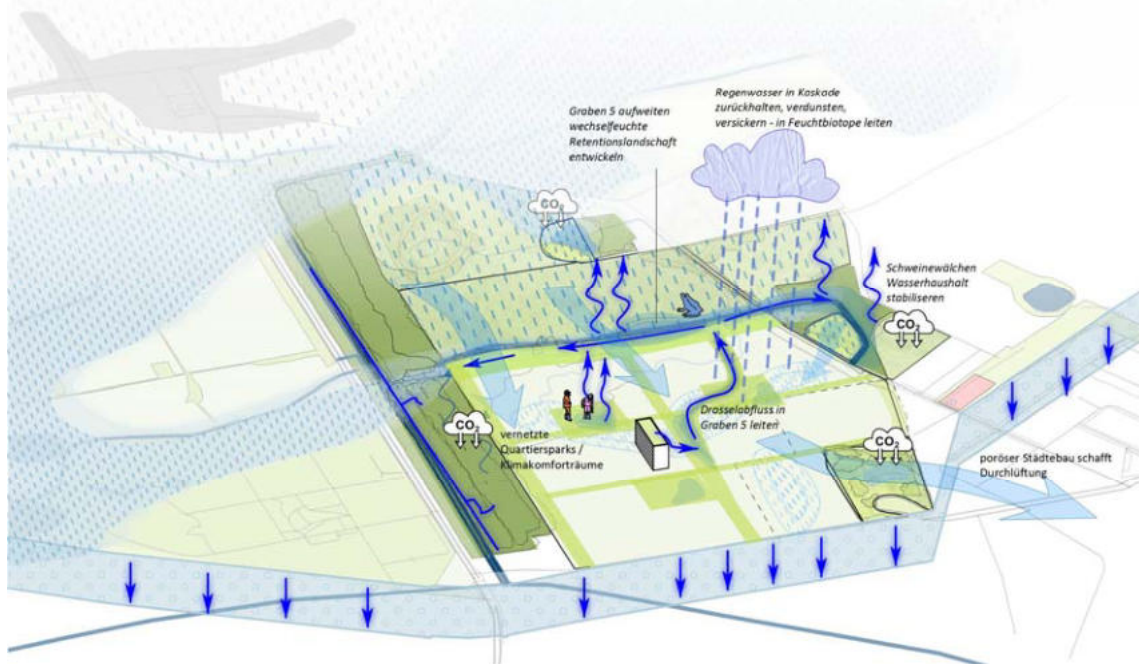 Graben 5 aufweiten
wechselfeuchte
Retentionslandschaft
entwickeln
Regenwasser in Kaskade
zurückhalten, verdunsten,
versickern - in Feuchtbiotope leiten
CO₂
Schweinewälchen
Wasserhaushalt
stabiliseren
CO₂
Drosselabfluss in
Graben 5 leiten
CO₂
vernetzte
Quartiersparks /
Klimakomforträume
CO₂
poröser Städtebau schafft
Durchlüftung